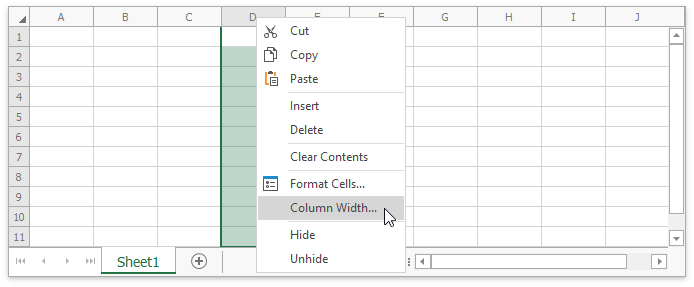 A B C D G H I J
1 Cut
2 Copy
3 Paste
4
5 Insert
6 Delete
7 Clear Contents
8 Format Cells...
9
10 Column Width...
11 Hide
Unhide
Sheet1